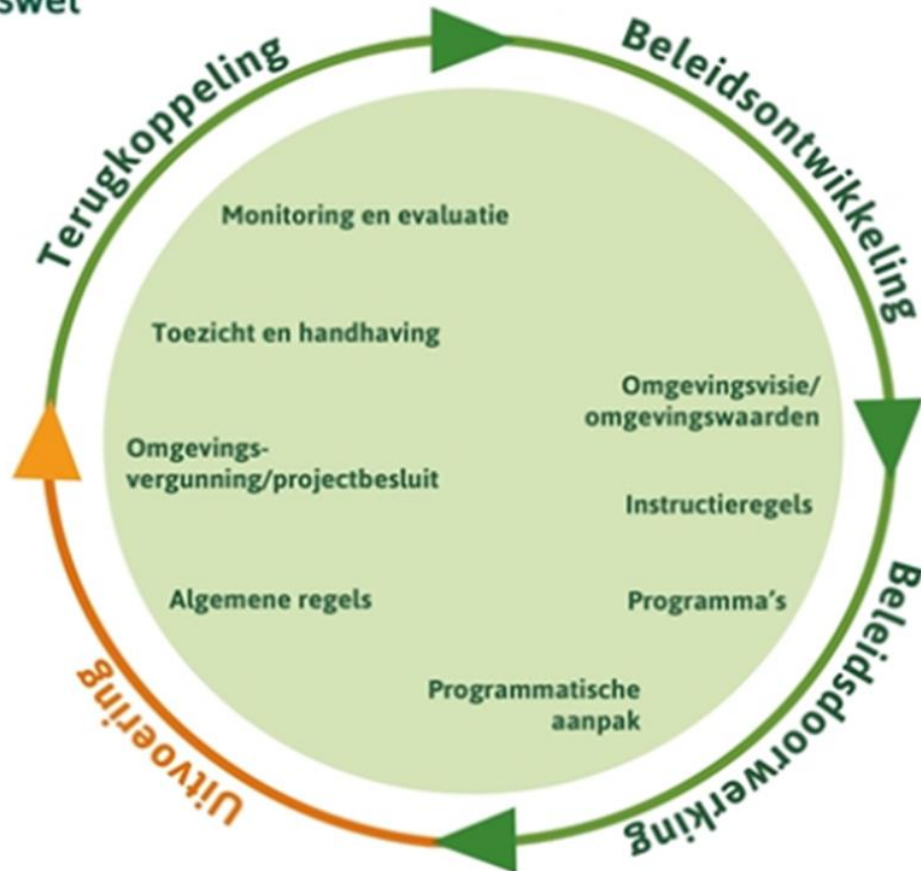 swet
Terugkoppeling
Beleidsontwikkeling
Monitoring en evaluatie
Toezicht en handhaving
Omgevingsvisie/
omgevingswaarden
Omgevings-
vergunning/projectbesluit
Instructieregels
Algemene regels
Programma's
Programmatische
aanpak
Uitvoering
Beleidsdoorwerking